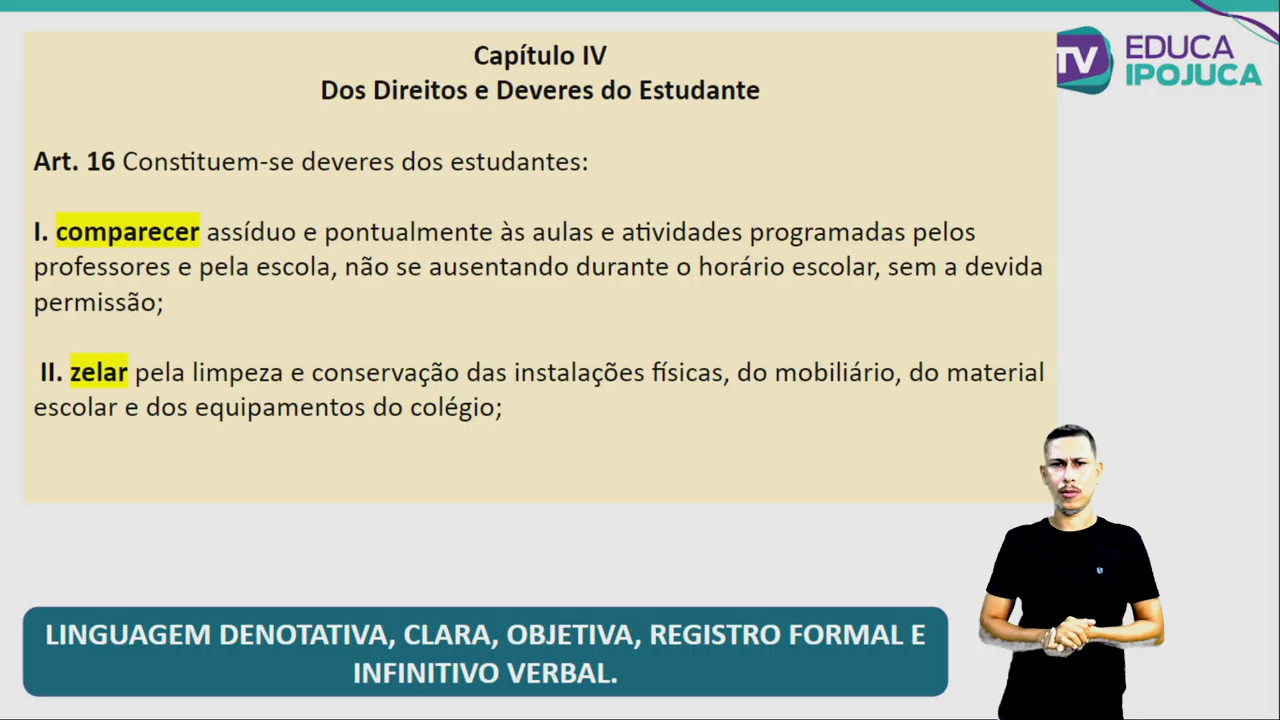 Capítulo IV
Dos Direitos e Deveres do Estudante
TV EDUCA
IPOJUCA
Art. 16 Constituem-se deveres dos estudantes:
I. comparecer assíduo e pontualmente às aulas e atividades programadas pelos
professores e pela escola, não se ausentando durante o horário escolar, sem a devida
permissão;
II. zelar pela limpeza e conservação das instalações físicas, do mobiliário, do material
escolar e dos equipamentos do colégio;
LINGUAGEM DENOTATIVA, CLARA, OBJETIVA, REGISTRO FORMAL E
INFINITIVO VERBAL.